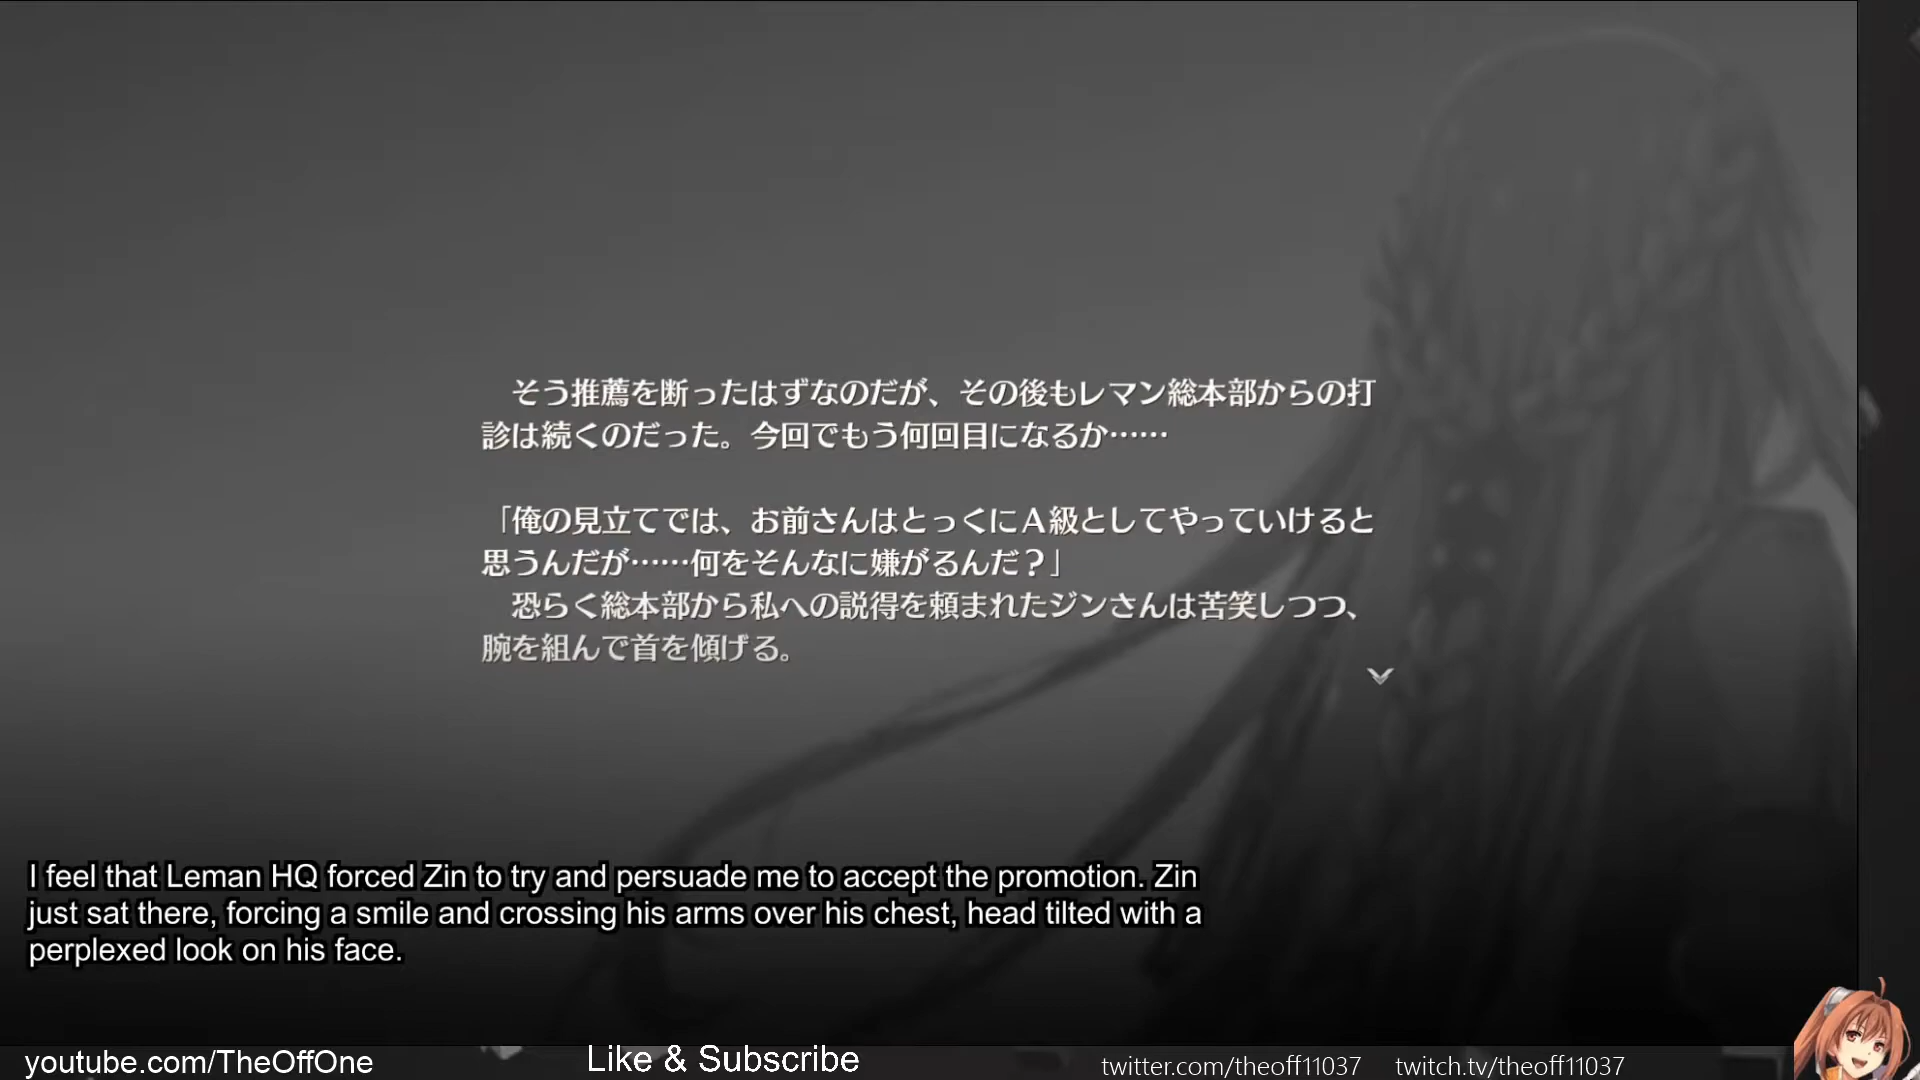 そう推薦を断ったはずなのだが、その後もレマン総本部からの打
診は続くのだった。今回でもう何回目になるか……
「俺の見立てでは、お前さんはとっくにＡ級としてやっていけると
思うんだが……何をそんなに嫌がるんだ？」
恐らく総本部から私への説得を頼まれたジンさんは苦笑しつつ、
腕を組んで首を傾げる。
I feel that Leman HQ forced Zin to try and persuade me to accept the promotion. Zin
just sat there, forcing a smile and crossing his arms over his chest, head tilted with a
perplexed look on his face.
youtube.com/TheOffOne
Like & Subscribe
twitter.com/theoff11037
twitch.tv/theoff11037